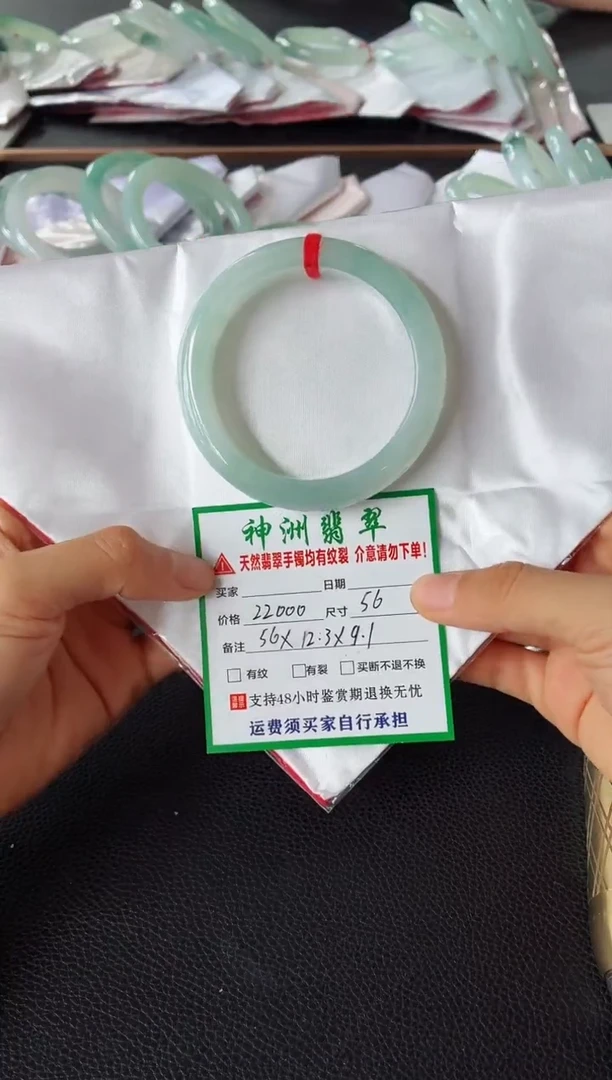 神洲翡翠
天然翡翠手镯均有纹裂 介意请勿下单!
买家 日期
价格 22000 尺寸 56
备注 56X12.3X9.1
□有纹 □有裂 □买断不退不换
支持48小时鉴赏期退换无忧
运费须买家自行承担